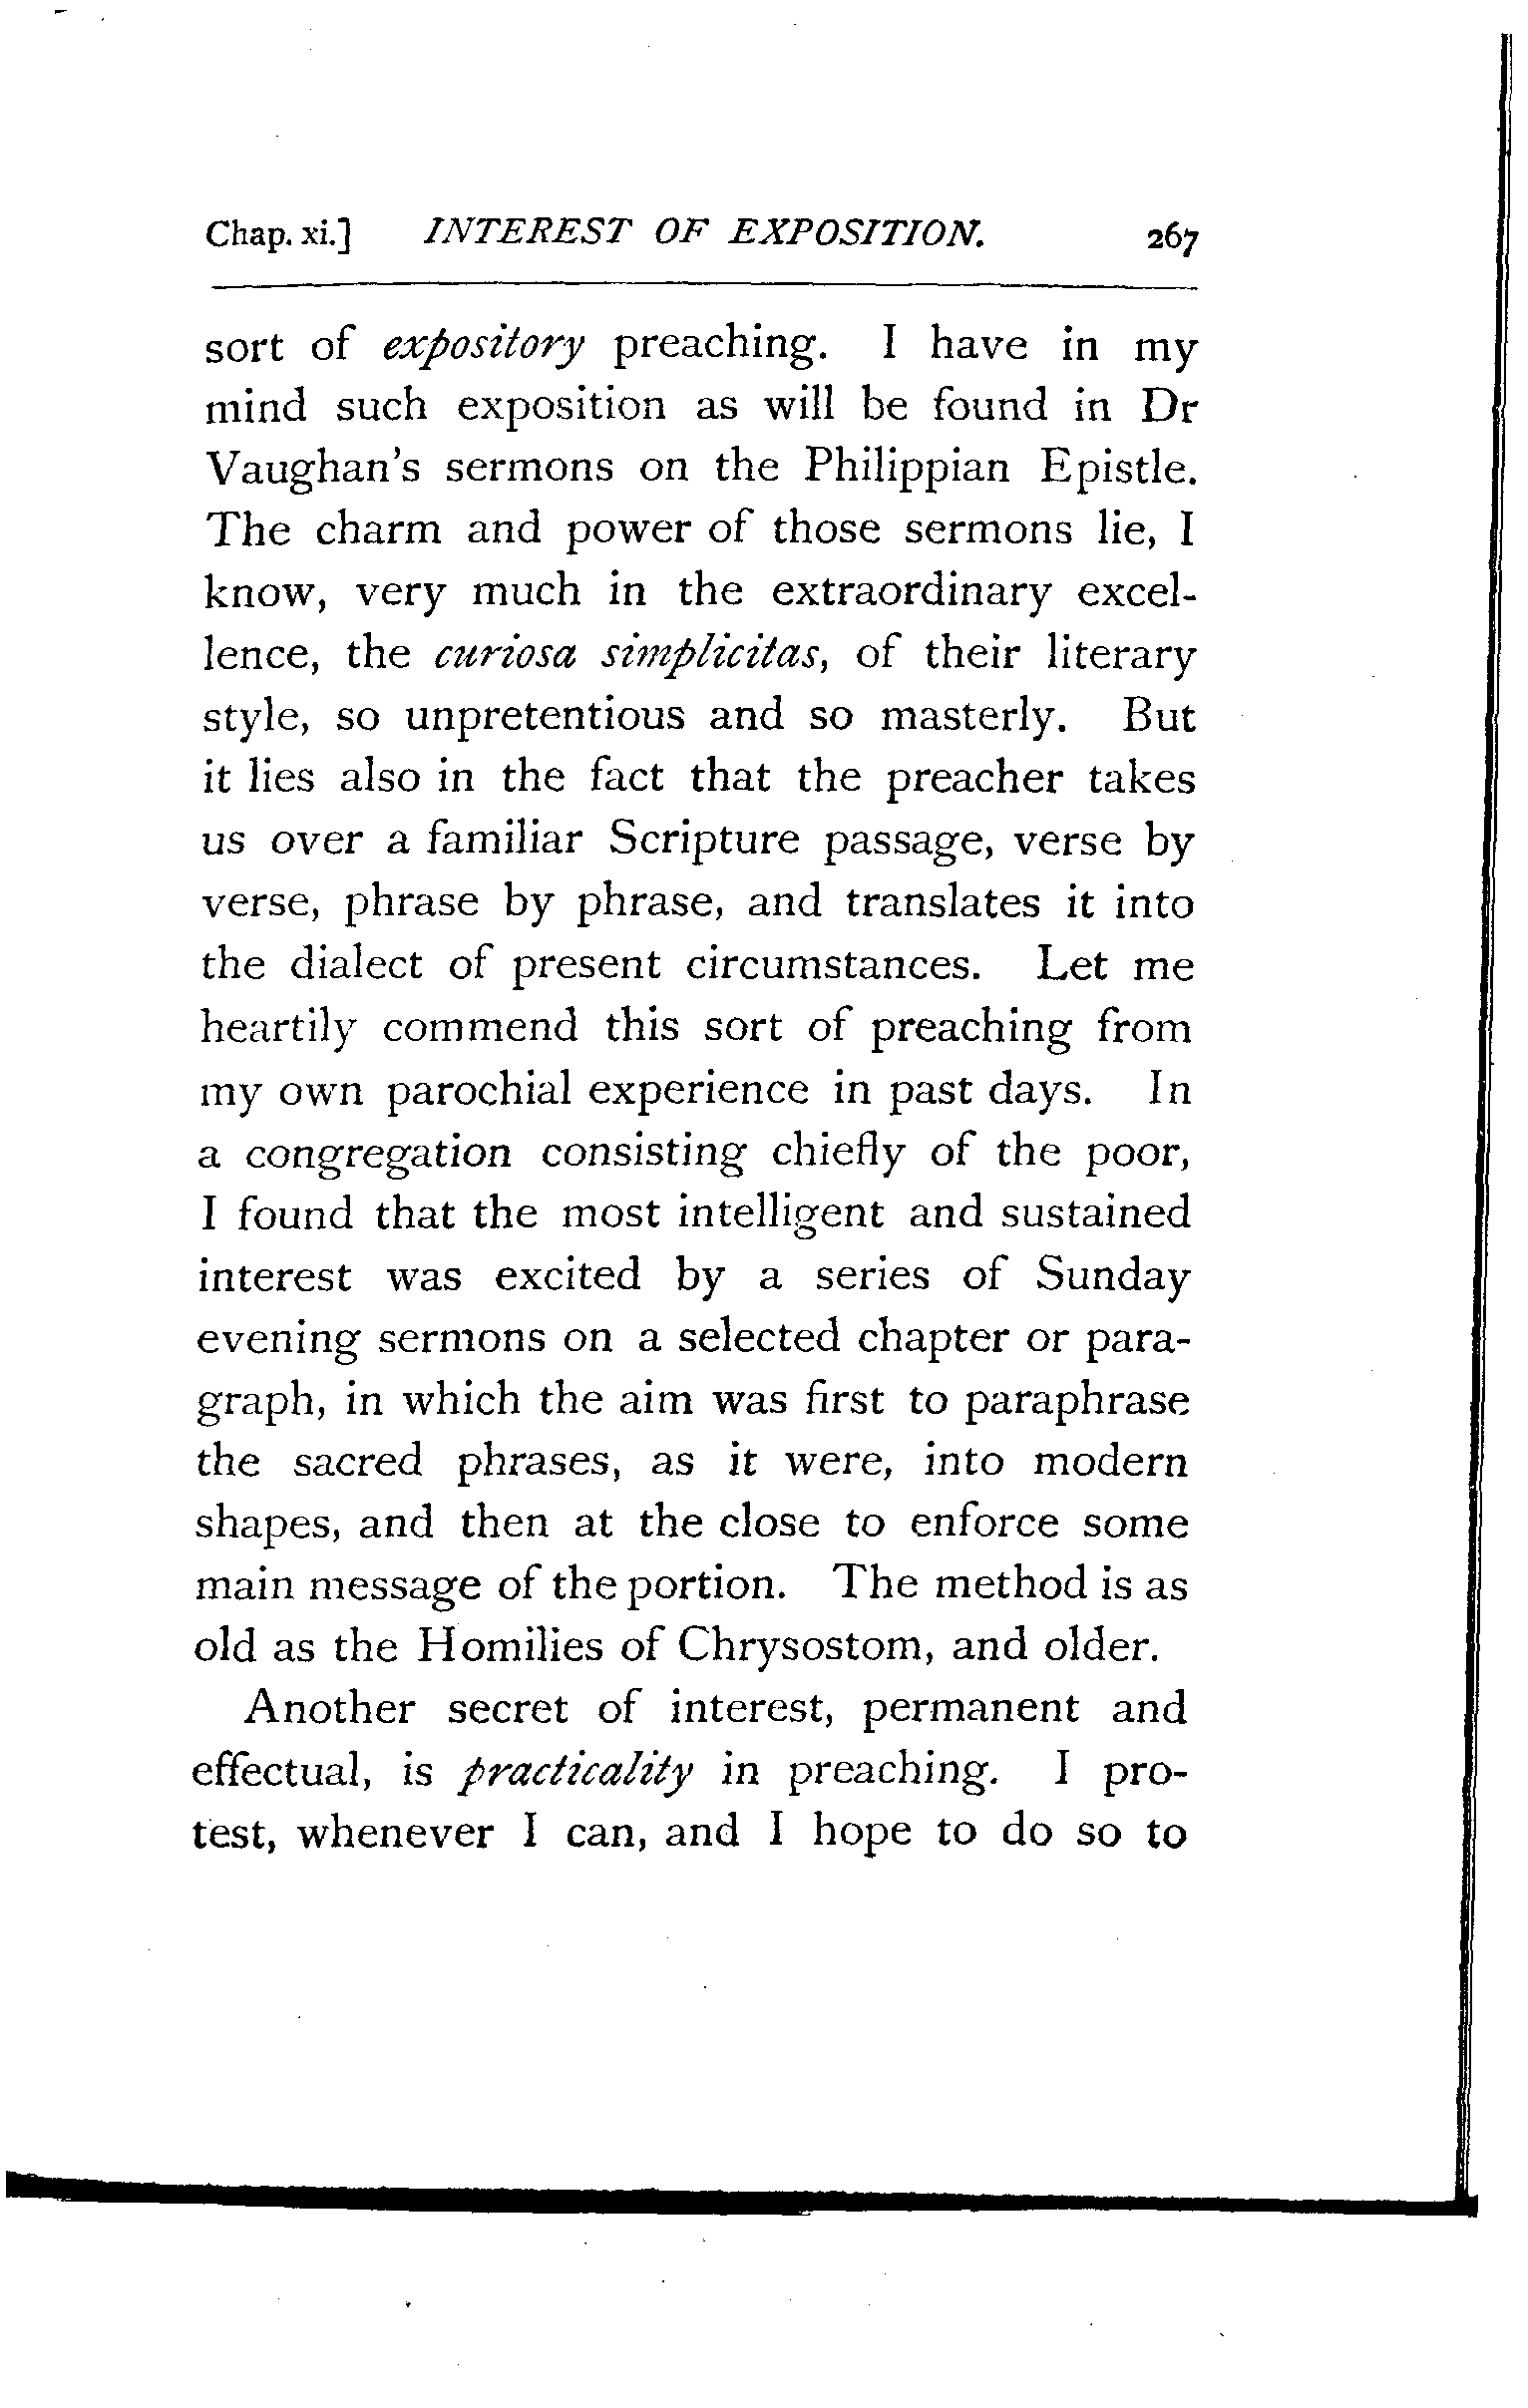 Chap. xi.] INTEREST OF EXPOSITION. 267
sort of expository preaching. I have in my
mind such exposition as will be found in Dr
Vaughan's sermons on the Philippian Epistle.
The charm and power of those sermons lie, I
know, very much in the extraordinary excel-
lence, the curiosa simplicitas, of their literary
style, so unpretentious and so masterly. But
it lies also in the fact that the preacher takes
us over a familiar Scripture passage, verse by
verse, phrase by phrase, and translates it into
the dialect of present circumstances. Let me
heartily commend this sort of preaching from
my own parochial experience in past days. In
a congregation consisting chiefly of the poor,
I found that the most intelligent and sustained
interest was excited by a series of Sunday
evening sermons on a selected chapter or para-
graph, in which the aim was first to paraphrase
the sacred phrases, as it were, into modern
shapes, and then at the close to enforce some
main message of the portion. The method is as
old as the Homilies of Chrysostom, and older.
Another secret of interest, permanent and
effectual, is practicality in preaching. I pro-
test, whenever I can, and I hope to do so to